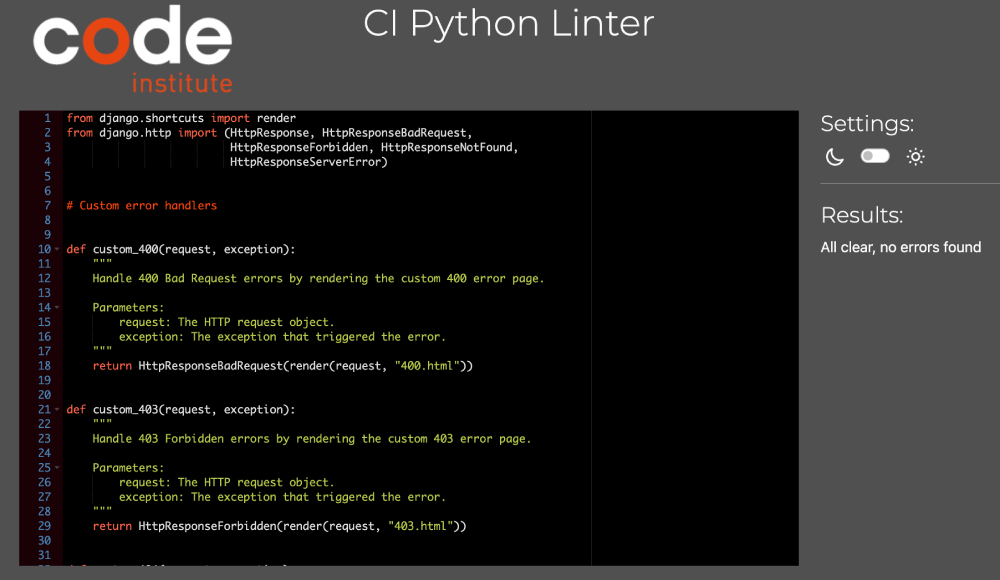 code
institute
CI Python Linter
1 from django.shortcuts import render
2 from django.http import (HttpResponse, HttpResponseBadRequest,
3 HttpResponseForbidden, HttpResponseNotFound,
4 HttpResponseServerError)
5
6
7 # Custom error handlers
8
9
10 def custom_400(request, exception):
11 """
12 Handle 400 Bad Request errors by rendering the custom 400 error page.
13
14 Parameters:
15 request: The HTTP request object.
16 exception: The exception that triggered the error.
17 """
18 return HttpResponseBadRequest(render(request, "400.html"))
19
20
21 def custom_403(request, exception):
22 """
23 Handle 403 Forbidden errors by rendering the custom 403 error page.
24
25 Parameters:
26 request: The HTTP request object.
27 exception: The exception that triggered the error.
28 """
29 return HttpResponseForbidden(render(request, "403.html"))
30
31
Settings:
Results:
All clear, no errors found